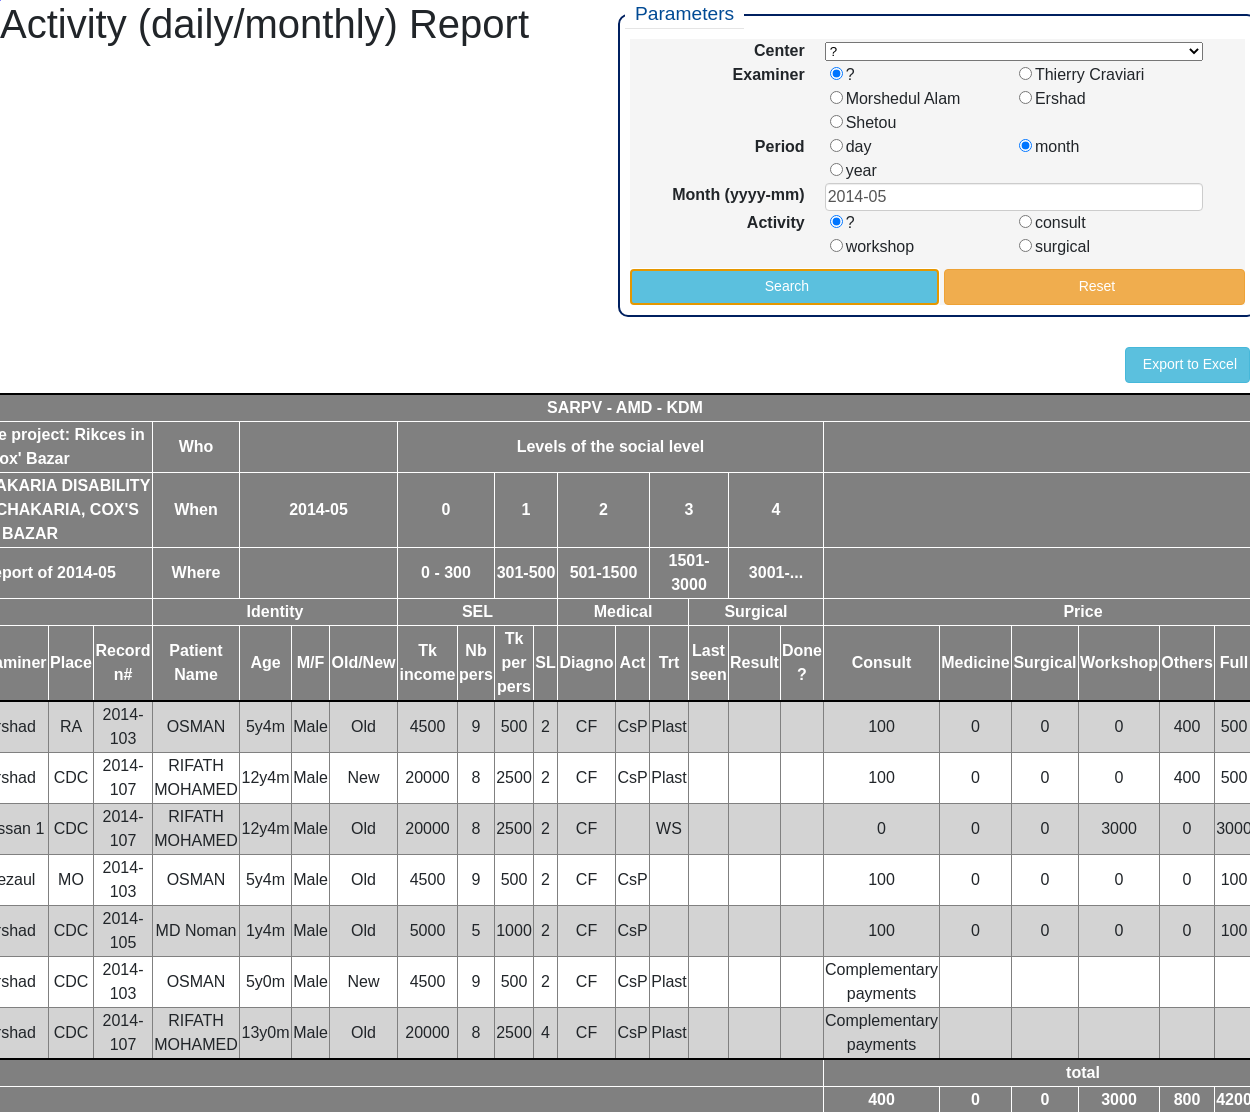 Activity (daily/monthly) Report
Parameters
Center ?
Examiner ? Thierry Craviari
Morshedul Alam Ershad
Shetou
Period day month
year
Month (yyyy-mm) 2014-05
Activity ? consult
workshop surgical
Search Reset
Export to Excel
SARPV - AMD - KDM
e project: Rikces in
ox' Bazar
Who
Levels of the social level
AKARIA DISABILITY
CHAKARIA, COX'S
BAZAR
When 2014-05 0 1 2 3 4
port of 2014-05 Where 0 - 300 301-500 501-1500
1501-
3000
3001-...
Identity SEL Medical Surgical Price
aminer Place
Record
n#
Patient
Name
Age M/F Old/New
Tk
income
Nb
pers
Tk
per
pers
SL Diagno Act Trt
Last
seen
Result
Done
?
Consult Medicine Surgical Workshop Others Full
shad RA
2014-
103
OSMAN 5y4m Male Old 4500 9 500 2 CF CsP Plast 100 0 0 0 400 500
shad CDC
2014-
107
RIFATH
MOHAMED
12y4m Male New 20000 8 2500 2 CF CsP Plast 100 0 0 0 400 500
ssan 1 CDC
2014-
107
RIFATH
MOHAMED
12y4m Male Old 20000 8 2500 2 CF WS 0 0 0 3000 0 3000
ezaul MO
2014-
103
OSMAN 5y4m Male Old 4500 9 500 2 CF CsP 100 0 0 0 0 100
shad CDC
2014-
105
MD Noman 1y4m Male Old 5000 5 1000 2 CF CsP 100 0 0 0 0 100
shad CDC
2014-
103
OSMAN 5y0m Male New 4500 9 500 2 CF CsP Plast
Complementary
payments
shad CDC
2014-
107
RIFATH
MOHAMED
13y0m Male Old 20000 8 2500 4 CF CsP Plast
Complementary
payments
total
400 0 0 3000 800 4200